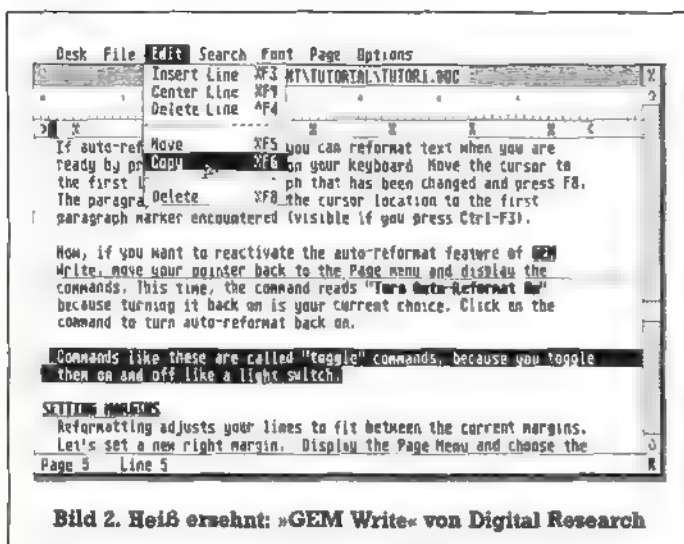 Desk File Edit Search Font Page Options
XT\TUTORIAL\TUTOR1.DOC
Insert Line ※F3
Center Line ※F9
Delete Line ^F4
Move ※F5
Copy ※F6
Delete ※F8
If auto-ref you can reformat text when you are
ready by pr on your keyboard. Move the cursor to
the first ph that has been changed and press F8.
The paragra the cursor location to the first
paragraph marker encountered (visible if you press Ctrl-F3).
Now, if you want to reactivate the auto-reformat feature of GEM
Write, move your pointer back to the Page menu and display the
commands. This time, the command reads "Turn Auto-Reformat On"
because turning it back on is your current choice. Click on the
command to turn auto-reformat back on.
Commands like these are called "toggle" commands, because you toggle
them on and off like a light switch.
SETTING MARGINS
Reformatting adjusts your lines to fit between the current margins.
Let's set a new right margin. Display the Page Menu and choose the
Page 5 Line 5
Bild 2. Heiß ersehnt: »GEM Write« von Digital Research